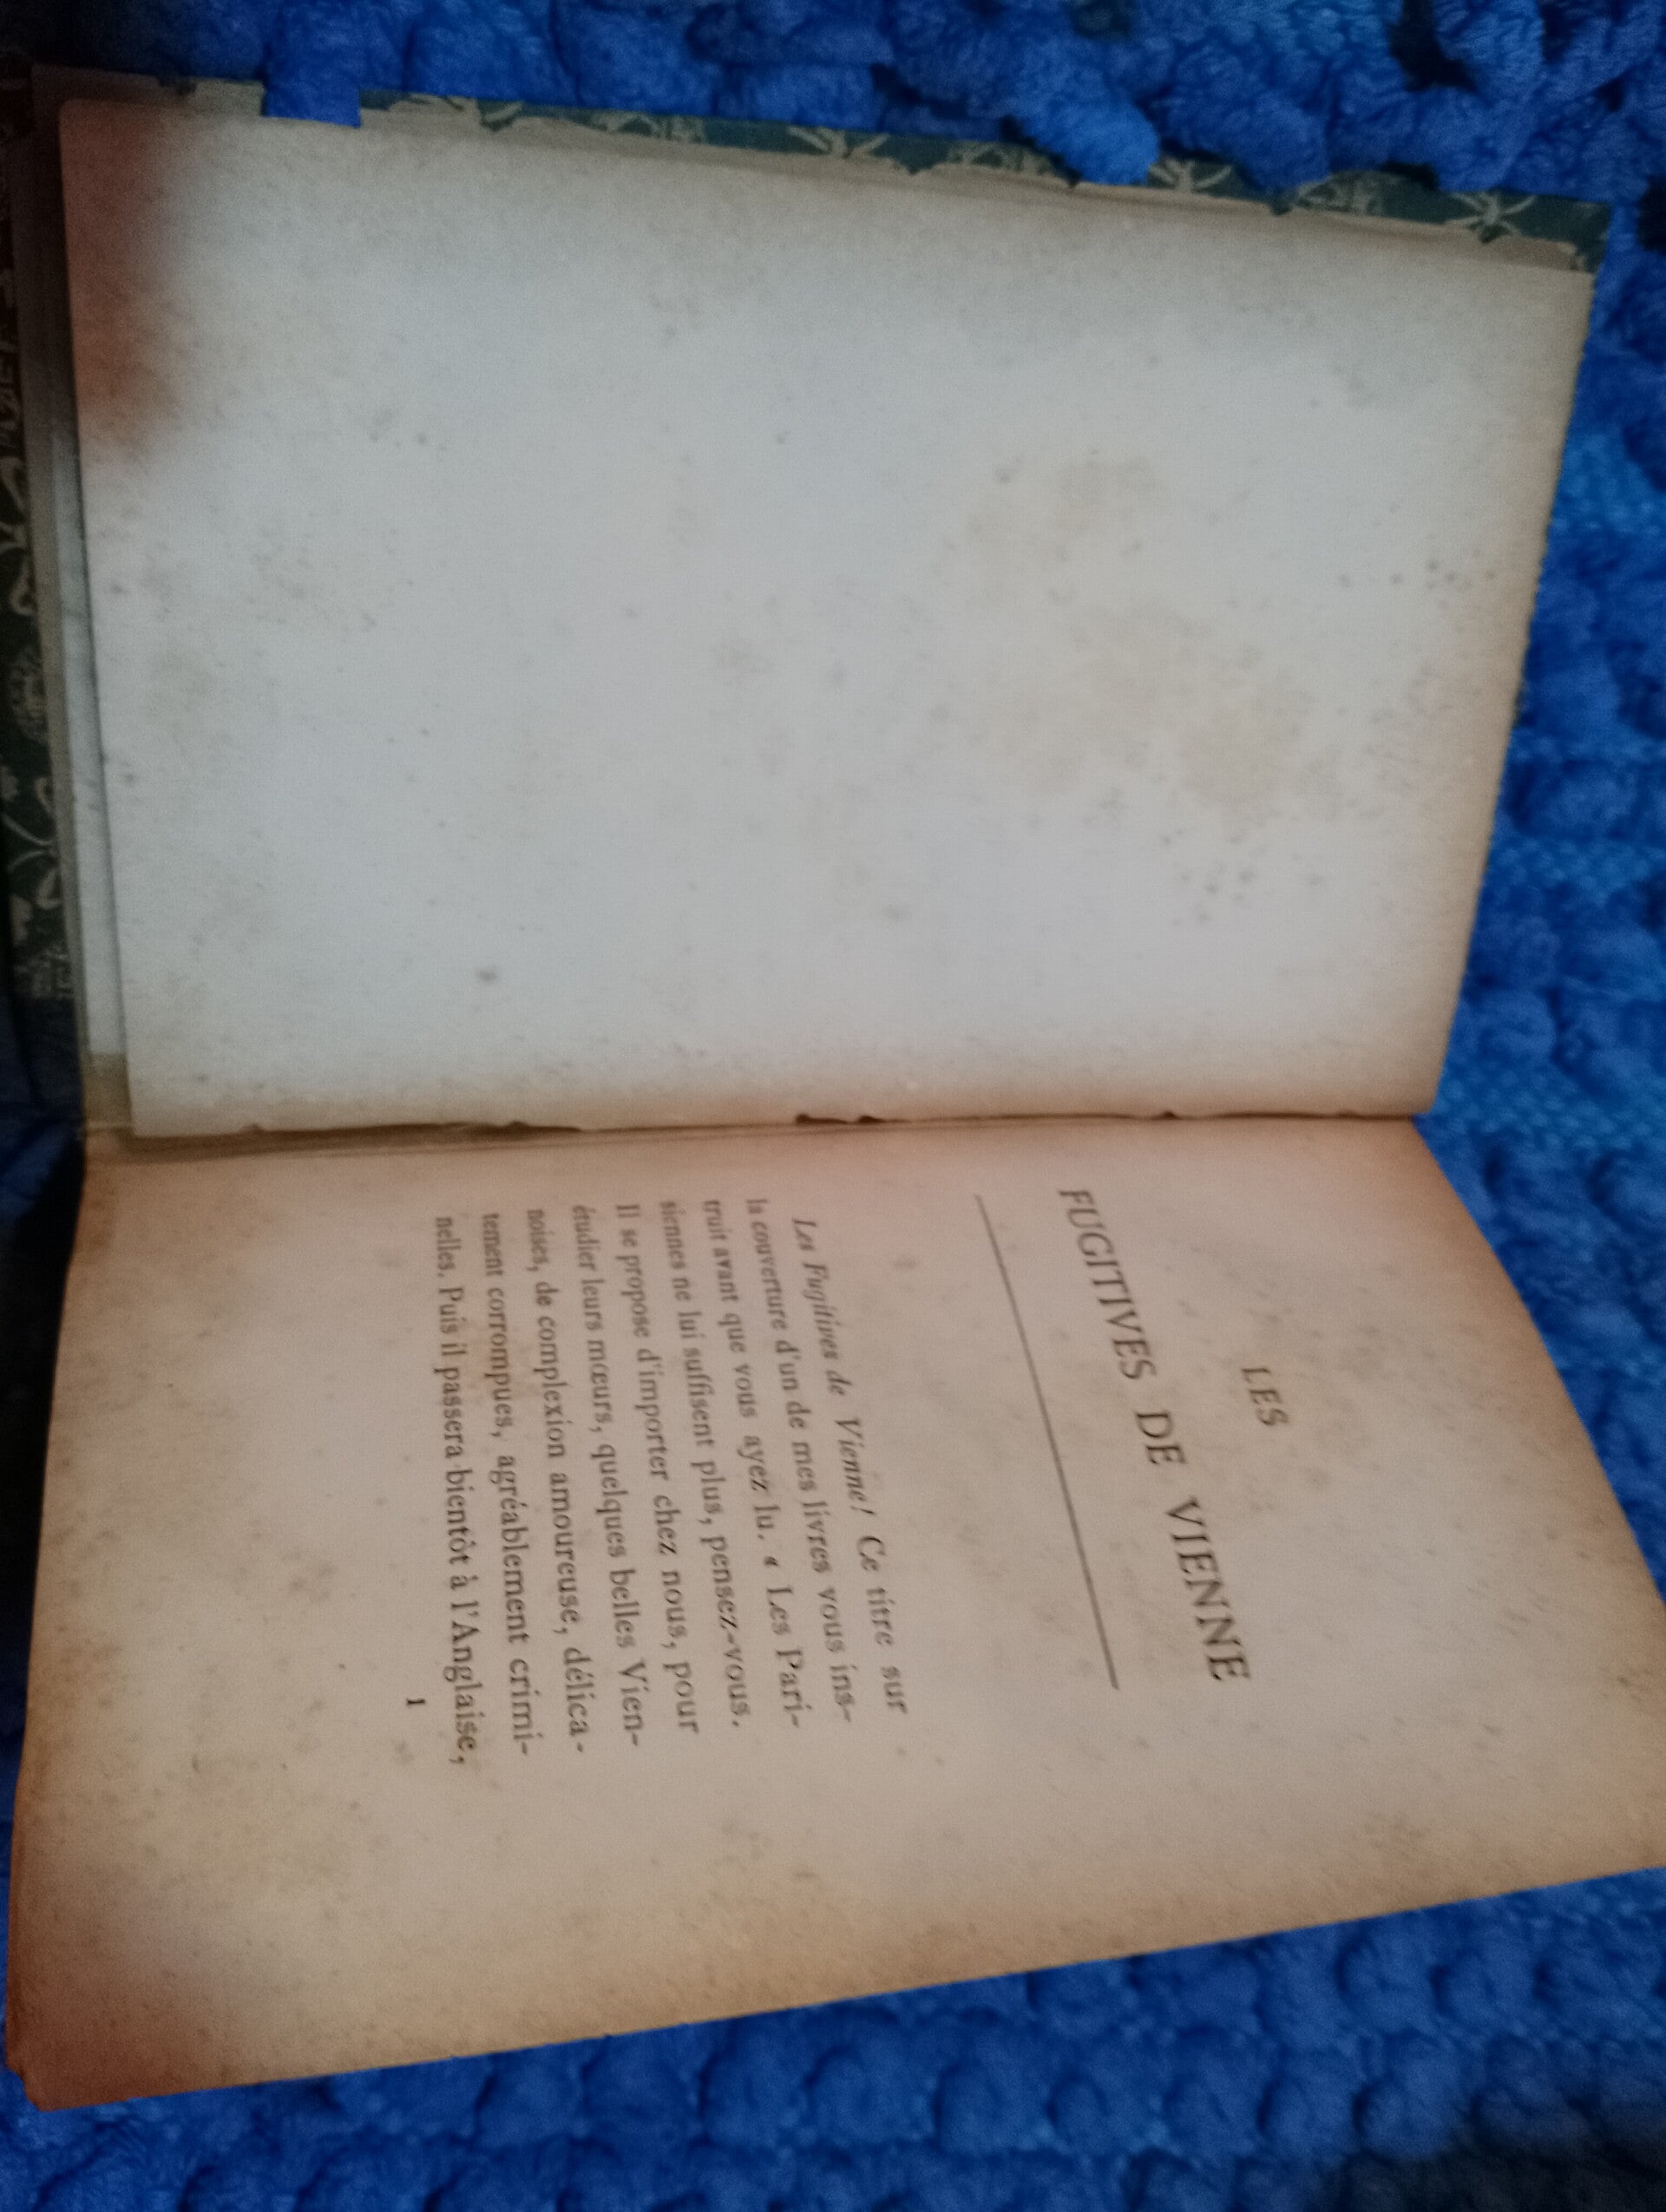 LES
FUGITIVES DE VIENNE
Les Fugitives de Vienne! Ce titre sur
la couverture d'un de mes livres vous ins-
truit avant que vous ayez lu. « Les Pari-
siennes ne lui suffisent plus, pensez-vous.
Il se propose d'importer chez nous, pour
étudier leurs mœurs, quelques belles Vien-
noises, de complexion amoureuse, délica-
tement corrompues, agréablement crimi-
nelles. Puis il passera bientôt à l'Anglaise,
1